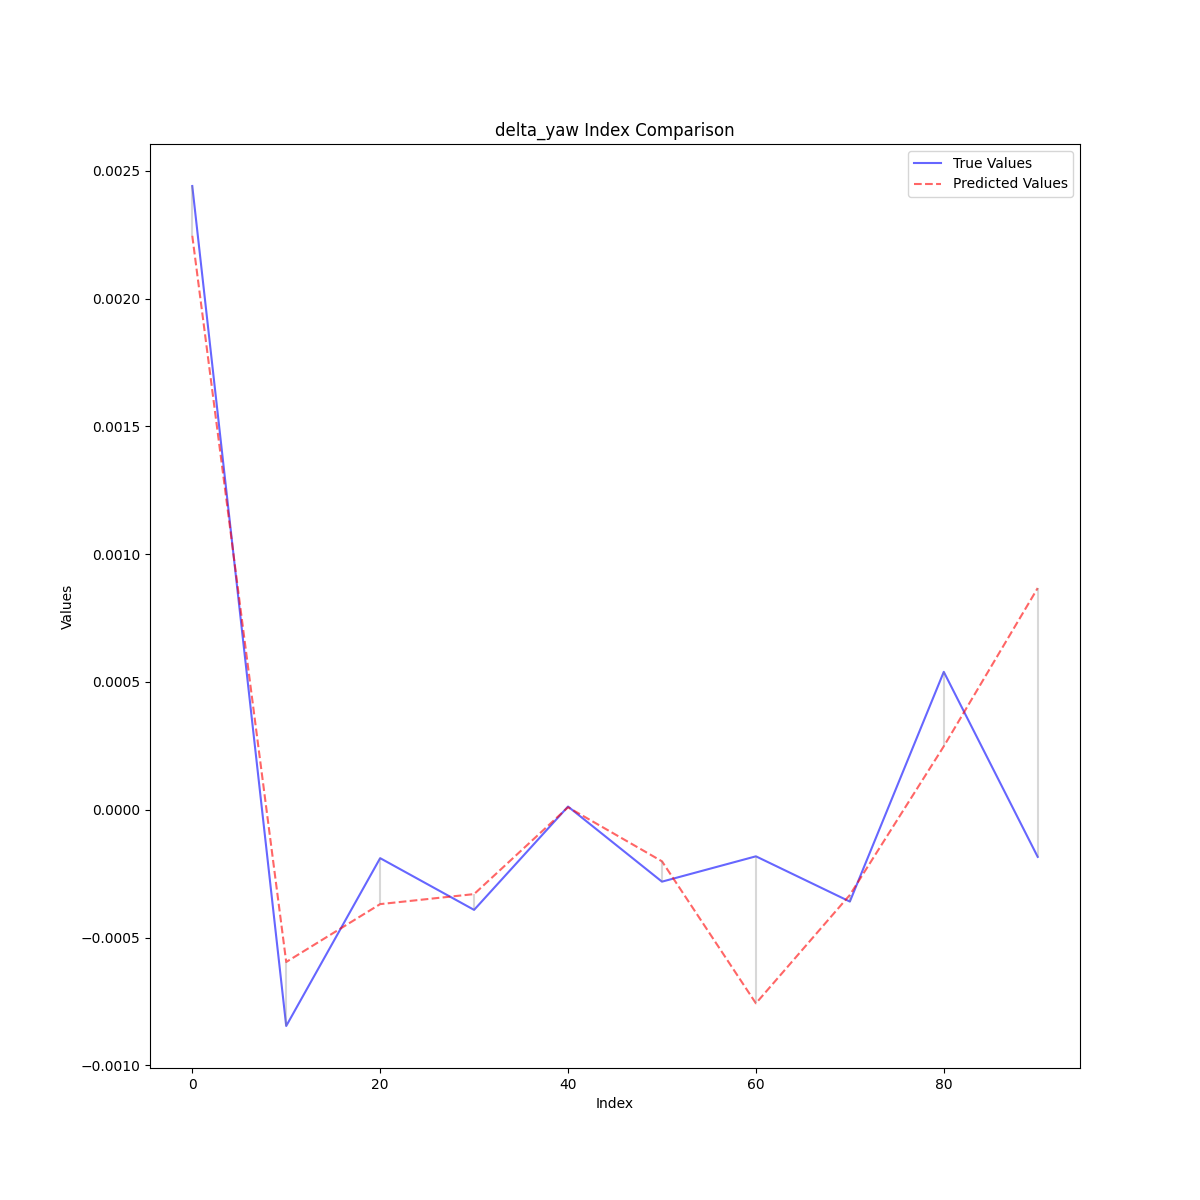 delta_yaw Index Comparison
True Values
Predicted Values
0.0025
0.0020
0.0015
0.0010
0.0005
0.0000
−0.0005
−0.0010
Values
0 20 40 60 80
Index